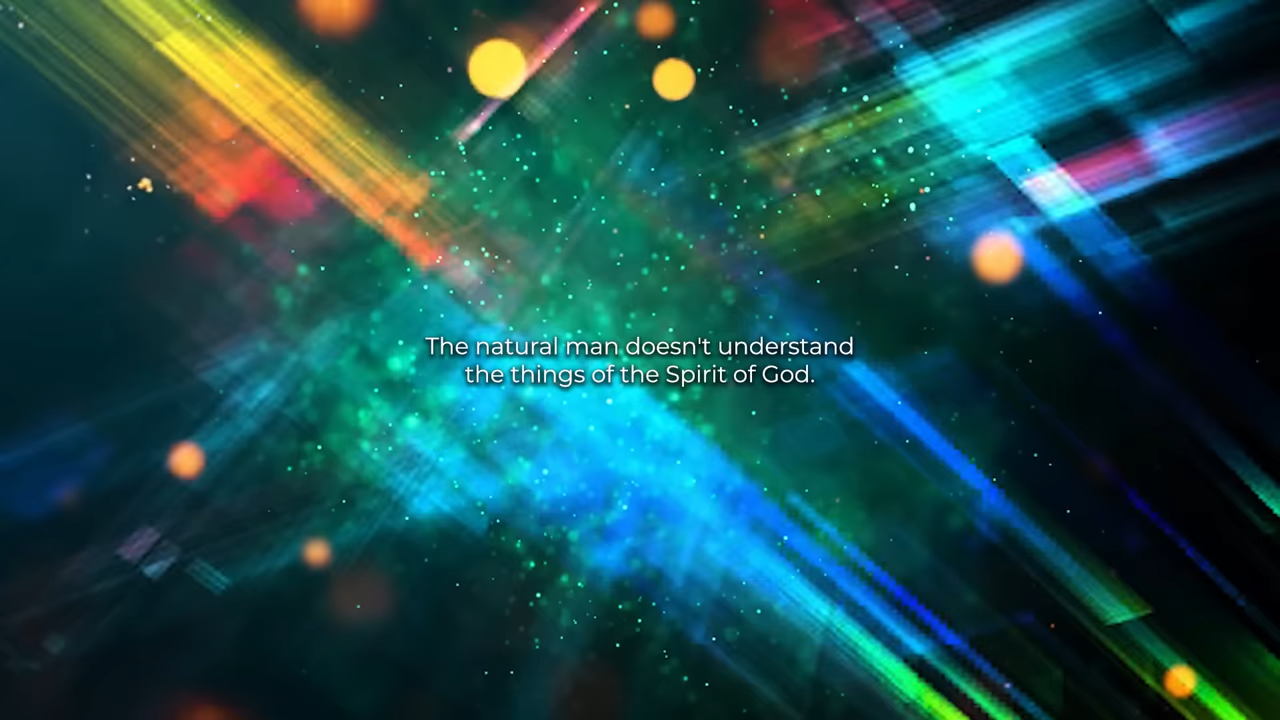 The natural man doesn't understand
the things of the Spirit of God.